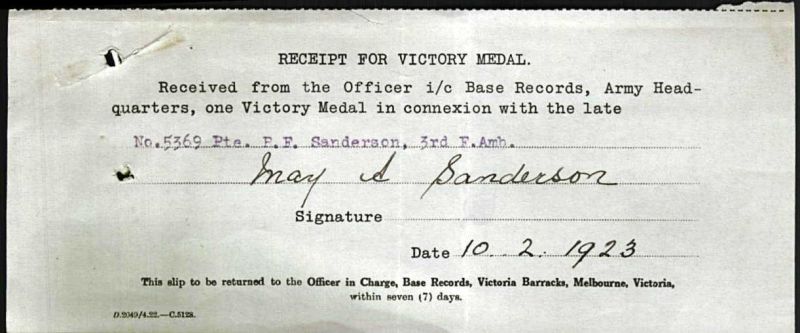 RECEIPT FOR VICTORY MEDAL.
Received from the Officer i/c Base Records, Army Head-
quarters, one Victory Medal in connexion with the late
No.5369 Pte. P.F. Sanderson, 3rd F.Amb.
May A Sanderson
Signature
Date 10. 2. 1923
This slip to be returned to the Officer in Charge, Base Records, Victoria Barracks, Melbourne, Victoria,
within seven (7) days.
D.2049/4.22.—C.5128.